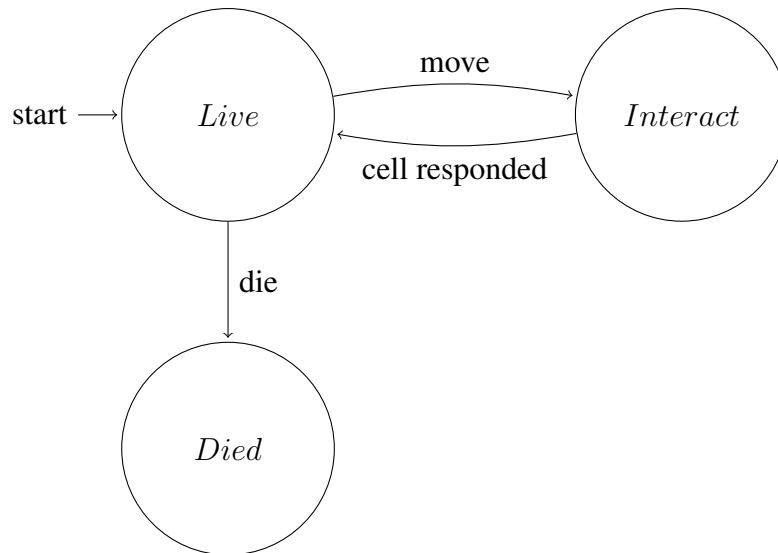 move
start
Live
Interact
cell responded
die
Died